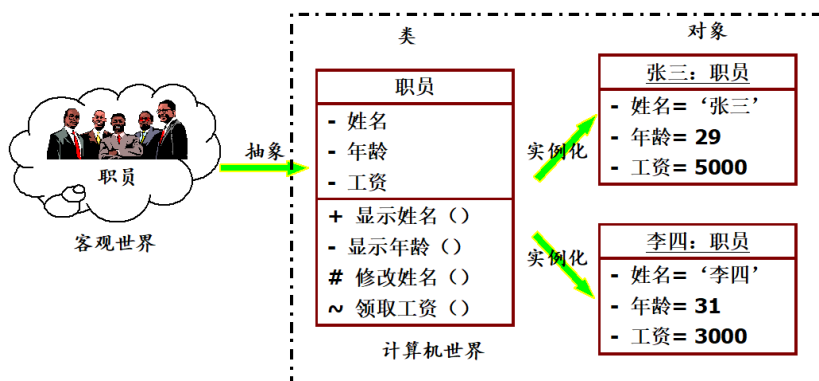 类
对象
职员
客观世界
抽象
职员
- 姓名
- 年龄
- 工资
+ 显示姓名（）
- 显示年龄（）
# 修改姓名（）
~ 领取工资（）
计算机世界
实例化
实例化
张三：职员
- 姓名=‘张三’
- 年龄= 29
- 工资= 5000
李四：职员
- 姓名=‘李四’
- 年龄= 31
- 工资= 3000